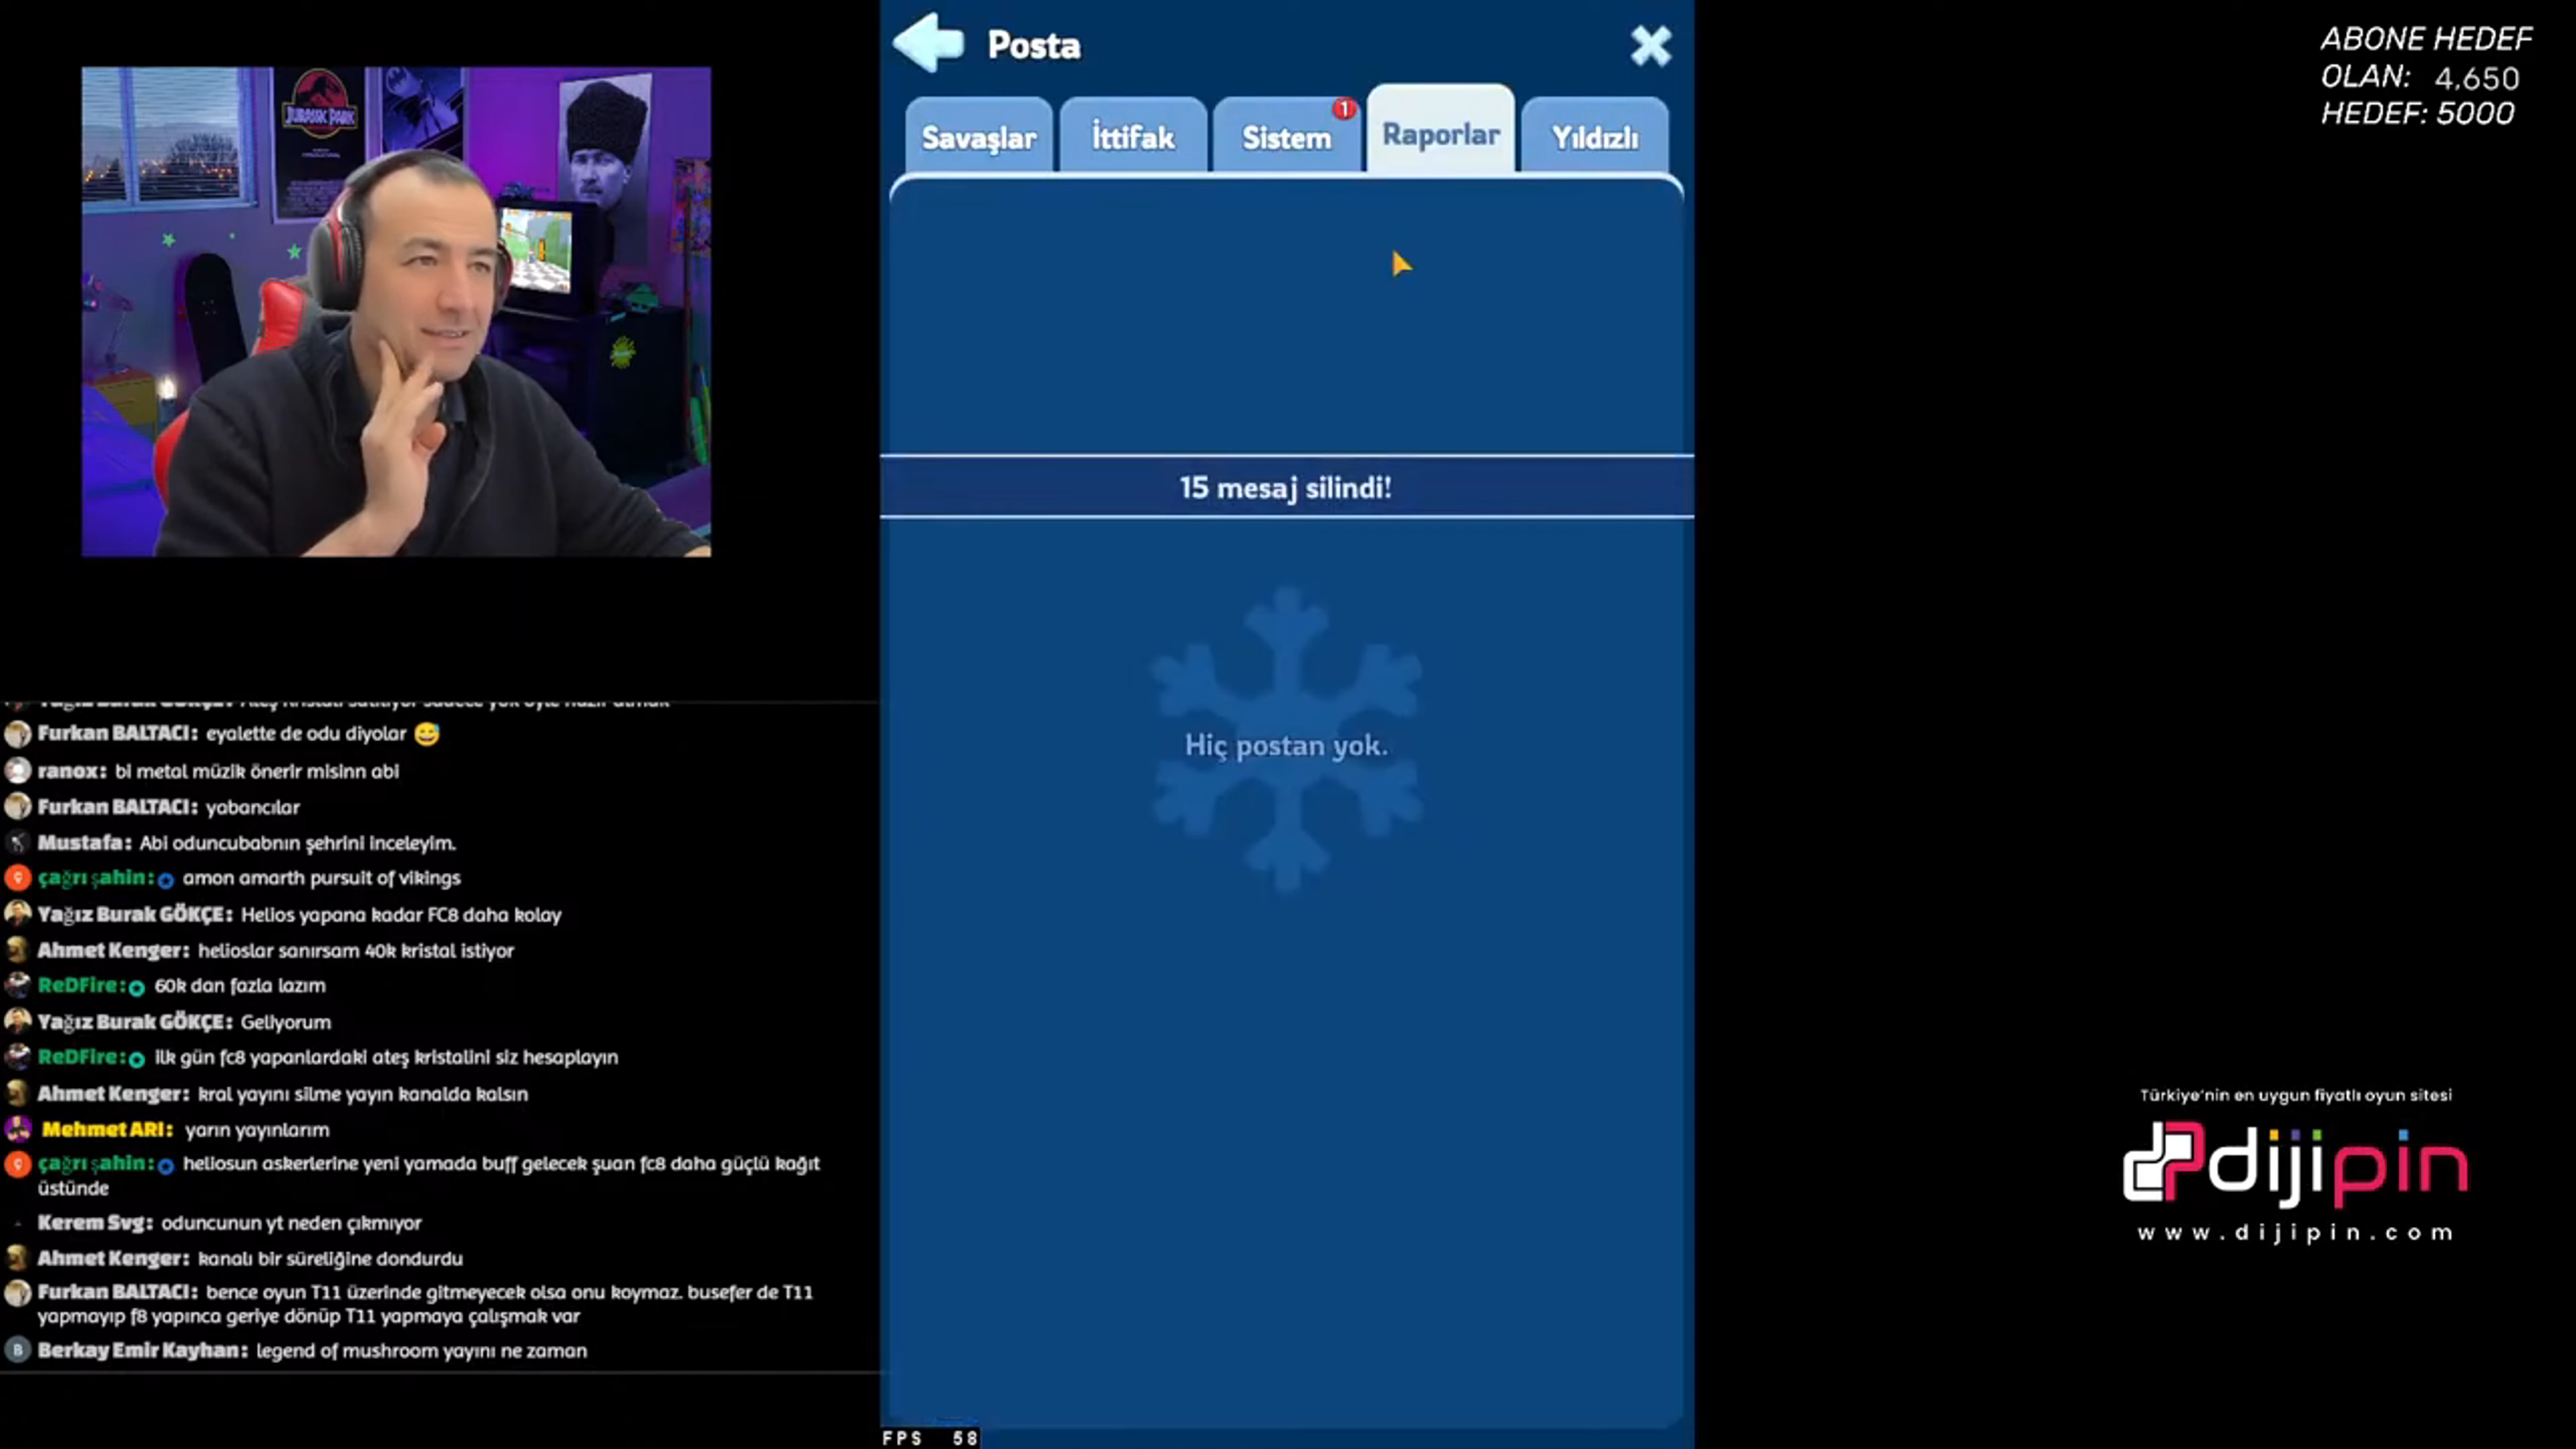 Posta
ABONE HEDEF
OLAN: 4,650
HEDEF: 5000
Savaşlar
İttifak
Sistem
1
Raporlar
Yıldızlı
JURASSIC PARK
15 mesaj silindi!
Hiç postan yok.
Furkan BALTACI: eyalette de odu diyolar 😅
ranox: bi metal müzik önerir misinn abi
Furkan BALTACI: yabancılar
Mustafa: Abi oduncubabnın şehrini inceleyim.
çağrı şahin: amon amarth pursuit of vikings
Yağız Burak GÖKÇE: Helios yapana kadar FC8 daha kolay
Ahmet Kenger: helioslar sanırsam 40k kristal istiyor
ReDFire: 60k dan fazla lazım
Yağız Burak GÖKÇE: Geliyorum
ReDFire: ilk gün fc8 yapanlardaki ateş kristalini siz hesaplayın
Ahmet Kenger: kral yayını silme yayın kanalda kalsın
Mehmet ARI: yarın yayınlarım
çağrı şahin: heliosun askerlerine yeni yamada buff gelecek şuan fc8 daha güçlü kağıt
üstünde
Kerem Svg: oduncunun yt neden çıkmıyor
Ahmet Kenger: kanalı bir süreliğine dondurdu
Furkan BALTACI: bence oyun T11 üzerinde gitmeyecek olsa onu koymaz. busefer de T11
yapmayıp f8 yapınca geriye dönüp T11 yapmaya çalışmak var
B
Berkay Emir Kayhan: legend of mushroom yayını ne zaman
Türkiye'nin en uygun fiyatlı oyun sitesi
dijipin
www.dijipin.com
FPS 58